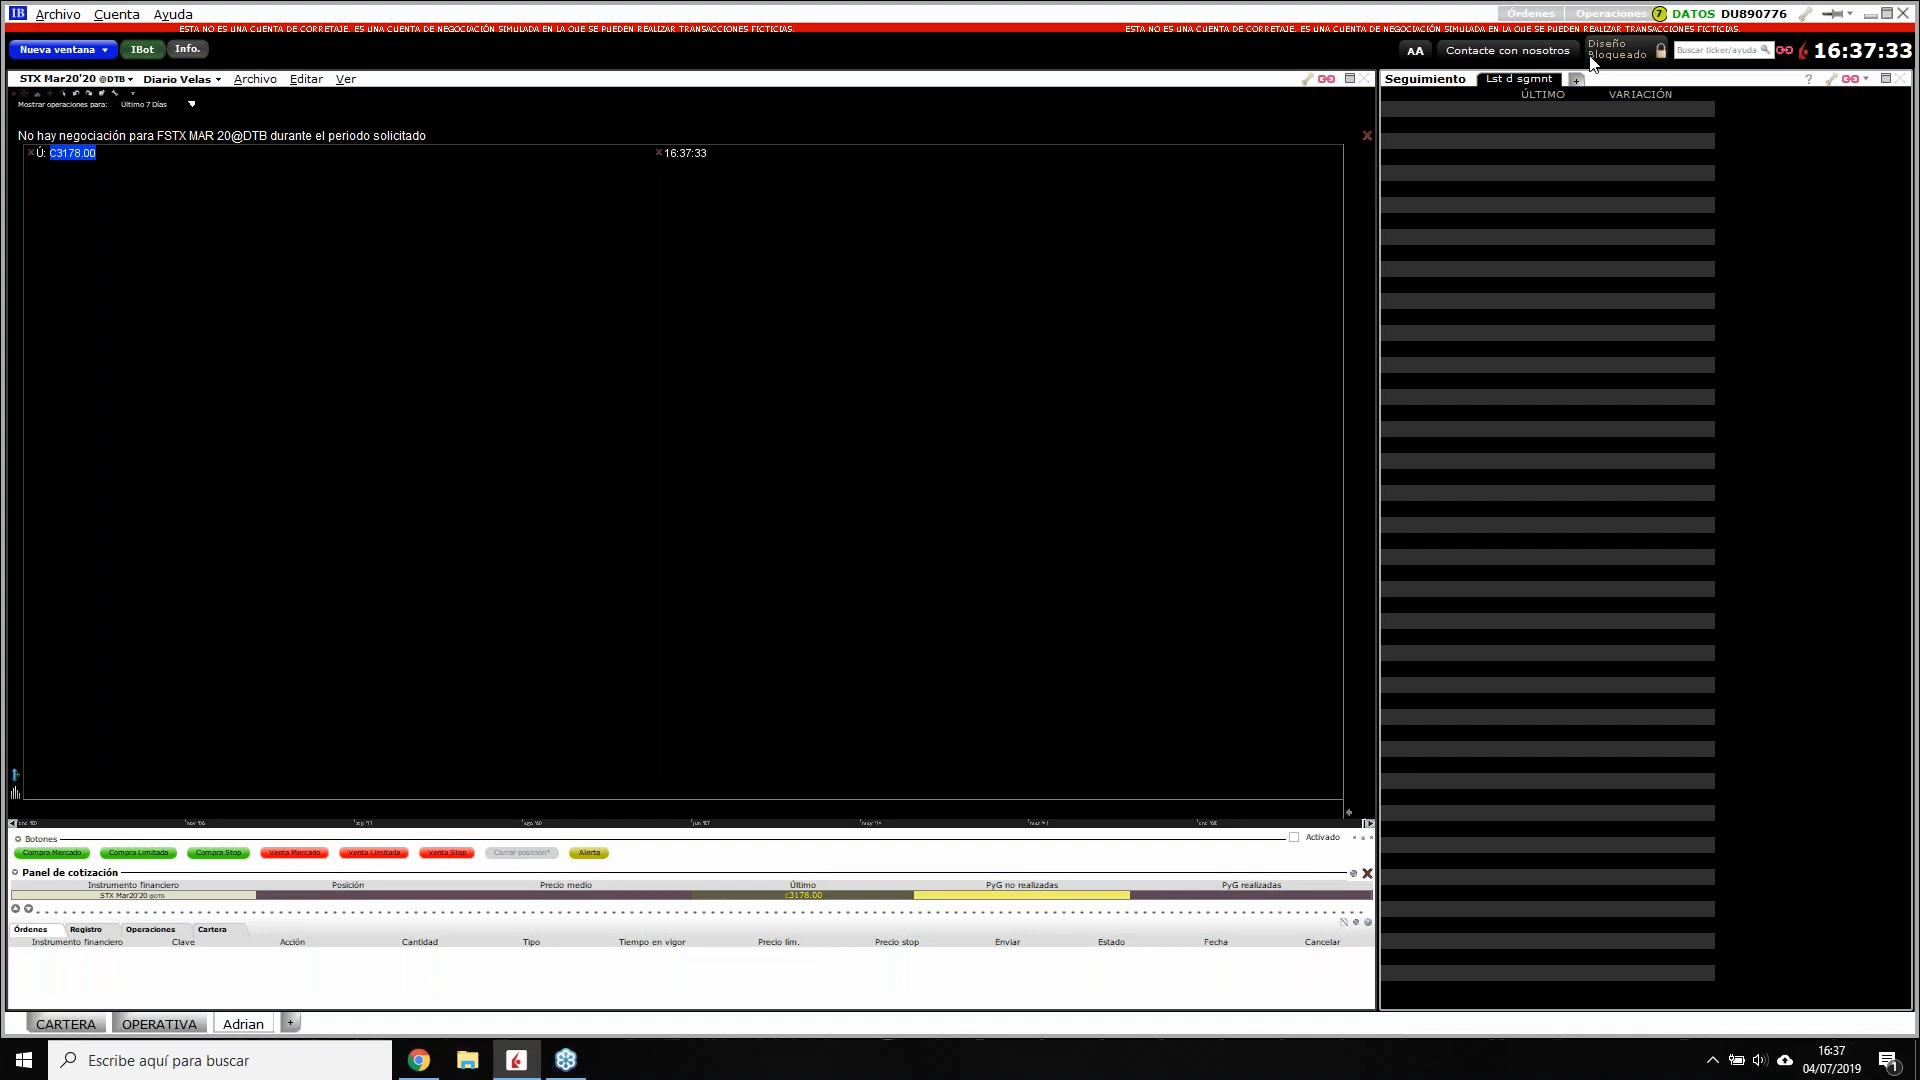 IB Archivo Cuenta Ayuda Órdenes Operaciones 7 DATOS DU890776
ESTA NO ES UNA CUENTA DE CORRETAJE. ES UNA CUENTA DE NEGOCIACIÓN SIMULADA EN LA QUE SE PUEDEN REALIZAR TRANSACCIONES FICTICIAS. ESTA NO ES UNA CUENTA DE CORRETAJE. ES UNA CUENTA DE NEGOCIACIÓN SIMULADA EN LA QUE SE PUEDEN REALIZAR TRANSACCIONES FICTICIAS.
Nueva ventana IBot Info. AA Contacte con nosotros Diseño Bloqueado Buscar ticker/ayuda 16:37:33
STX Mar20'20 @DTB Diario Velas Archivo Editar Ver Seguimiento Lst d sgmnt + ?
ÚLTIMO VARIACIÓN
Mostrar operaciones para: Último 7 Días
No hay negociación para FSTX MAR 20@DTB durante el periodo solicitado
Ú: C3178.00 16:37:33
Botones Activado
Compra Mercado Compra Limitada Compra Stop Venta Mercado Venta Limitada Venta Stop Cerrar posición* Alerta
Panel de cotización
Instrumento financiero Posición Precio medio Último PyG no realizadas PyG realizadas
STX Mar20'20 @DTB C3178.00
Órdenes Registro Operaciones Cartera
Instrumento financiero Clave Acción Cantidad Tipo Tiempo en vigor Precio lím. Precio stop Enviar Estado Fecha Cancelar
CARTERA OPERATIVA Adrian +
Escribe aquí para buscar
16:37
04/07/2019
1